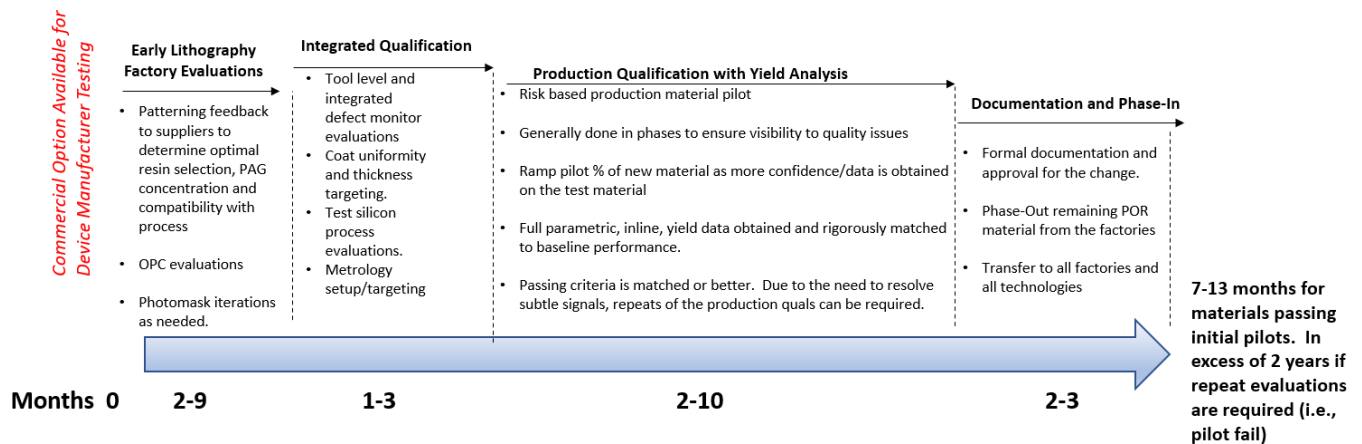 Commercial Option Available for
Device Manufacturer Testing
Early Lithography
Factory Evaluations
• Patterning feedback
to suppliers to
determine optimal
resin selection, PAG
concentration and
compatibility with
process
• OPC evaluations
• Photomask iterations
as needed.
Integrated Qualification
• Tool level and
integrated
defect monitor
evaluations
• Coat uniformity
and thickness
targeting.
• Test silicon
process
evaluations.
• Metrology
setup/targeting
Production Qualification with Yield Analysis
• Risk based production material pilot
• Generally done in phases to ensure visibility to quality issues
• Ramp pilot % of new material as more confidence/data is obtained
on the test material
• Full parametric, inline, yield data obtained and rigorously matched
to baseline performance.
• Passing criteria is matched or better.  Due to the need to resolve
subtle signals, repeats of the production quals can be required.
Documentation and Phase-In
• Formal documentation and
approval for the change.
• Phase-Out remaining POR
material from the factories
• Transfer to all factories and
all technologies
7-13 months for
materials passing
initial pilots.  In
excess of 2 years if
repeat evaluations
are required (i.e.,
pilot fail)
Months 0 2-9 1-3 2-10 2-3